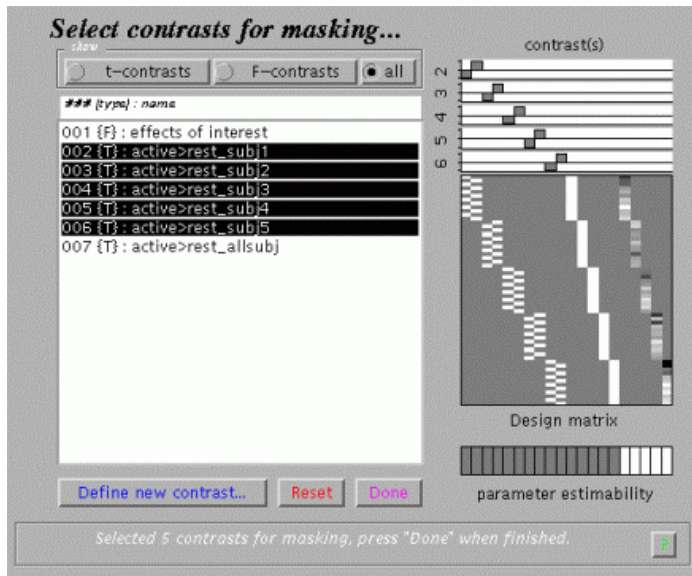 Select contrasts for masking...
show
t-contrasts
F-contrasts
all
contrast(s)
### {type} : name
001 {F} : effects of interest
002 {T} : active>rest_subj1
003 {T} : active>rest_subj2
004 {T} : active>rest_subj3
005 {T} : active>rest_subj4
006 {T} : active>rest_subj5
007 {T} : active>rest_allsubj
2
3
4
5
6
Design matrix
parameter estimability
Define new contrast...
Reset
Done
Selected 5 contrasts for masking, press "Done" when finished.
?